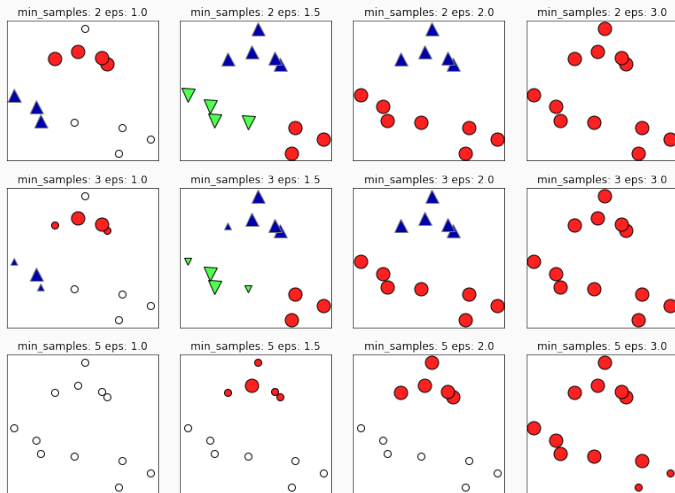 min_samples: 2 eps: 1.0
min_samples: 2 eps: 1.5
min_samples: 2 eps: 2.0
min_samples: 2 eps: 3.0
min_samples: 3 eps: 1.0
min_samples: 3 eps: 1.5
min_samples: 3 eps: 2.0
min_samples: 3 eps: 3.0
min_samples: 5 eps: 1.0
min_samples: 5 eps: 1.5
min_samples: 5 eps: 2.0
min_samples: 5 eps: 3.0